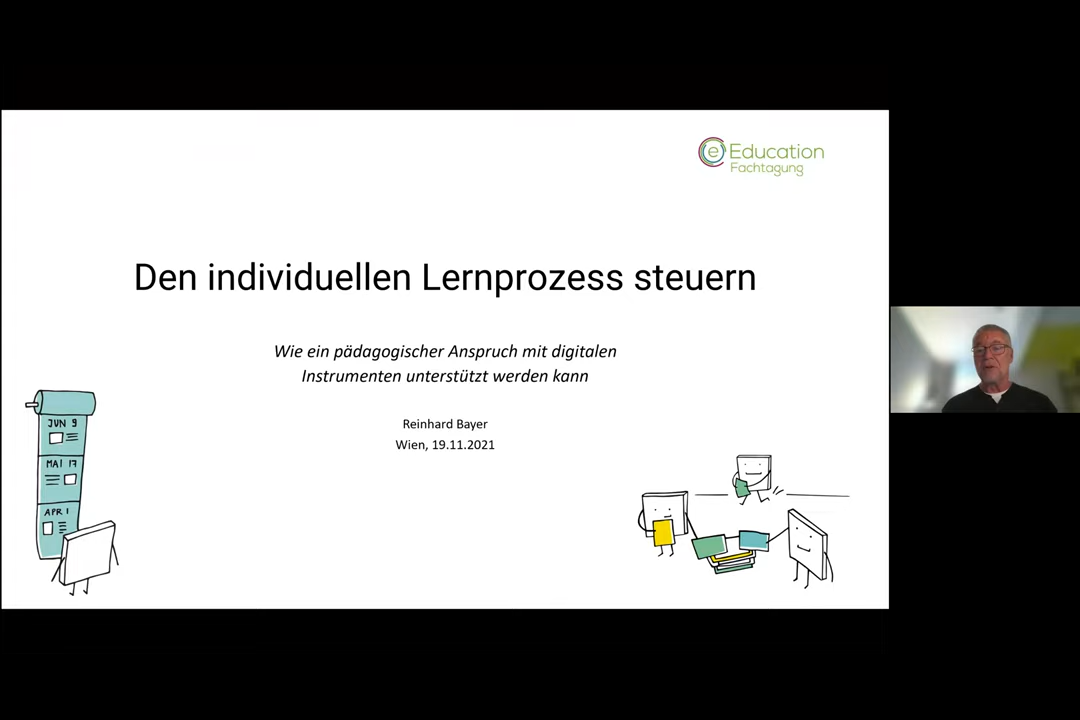 e Education
Fachtagung
Den individuellen Lernprozess steuern
Wie ein pädagogischer Anspruch mit digitalen
Instrumenten unterstützt werden kann
Reinhard Bayer
Wien, 19.11.2021
JUN 9
MAI 17
APR 1